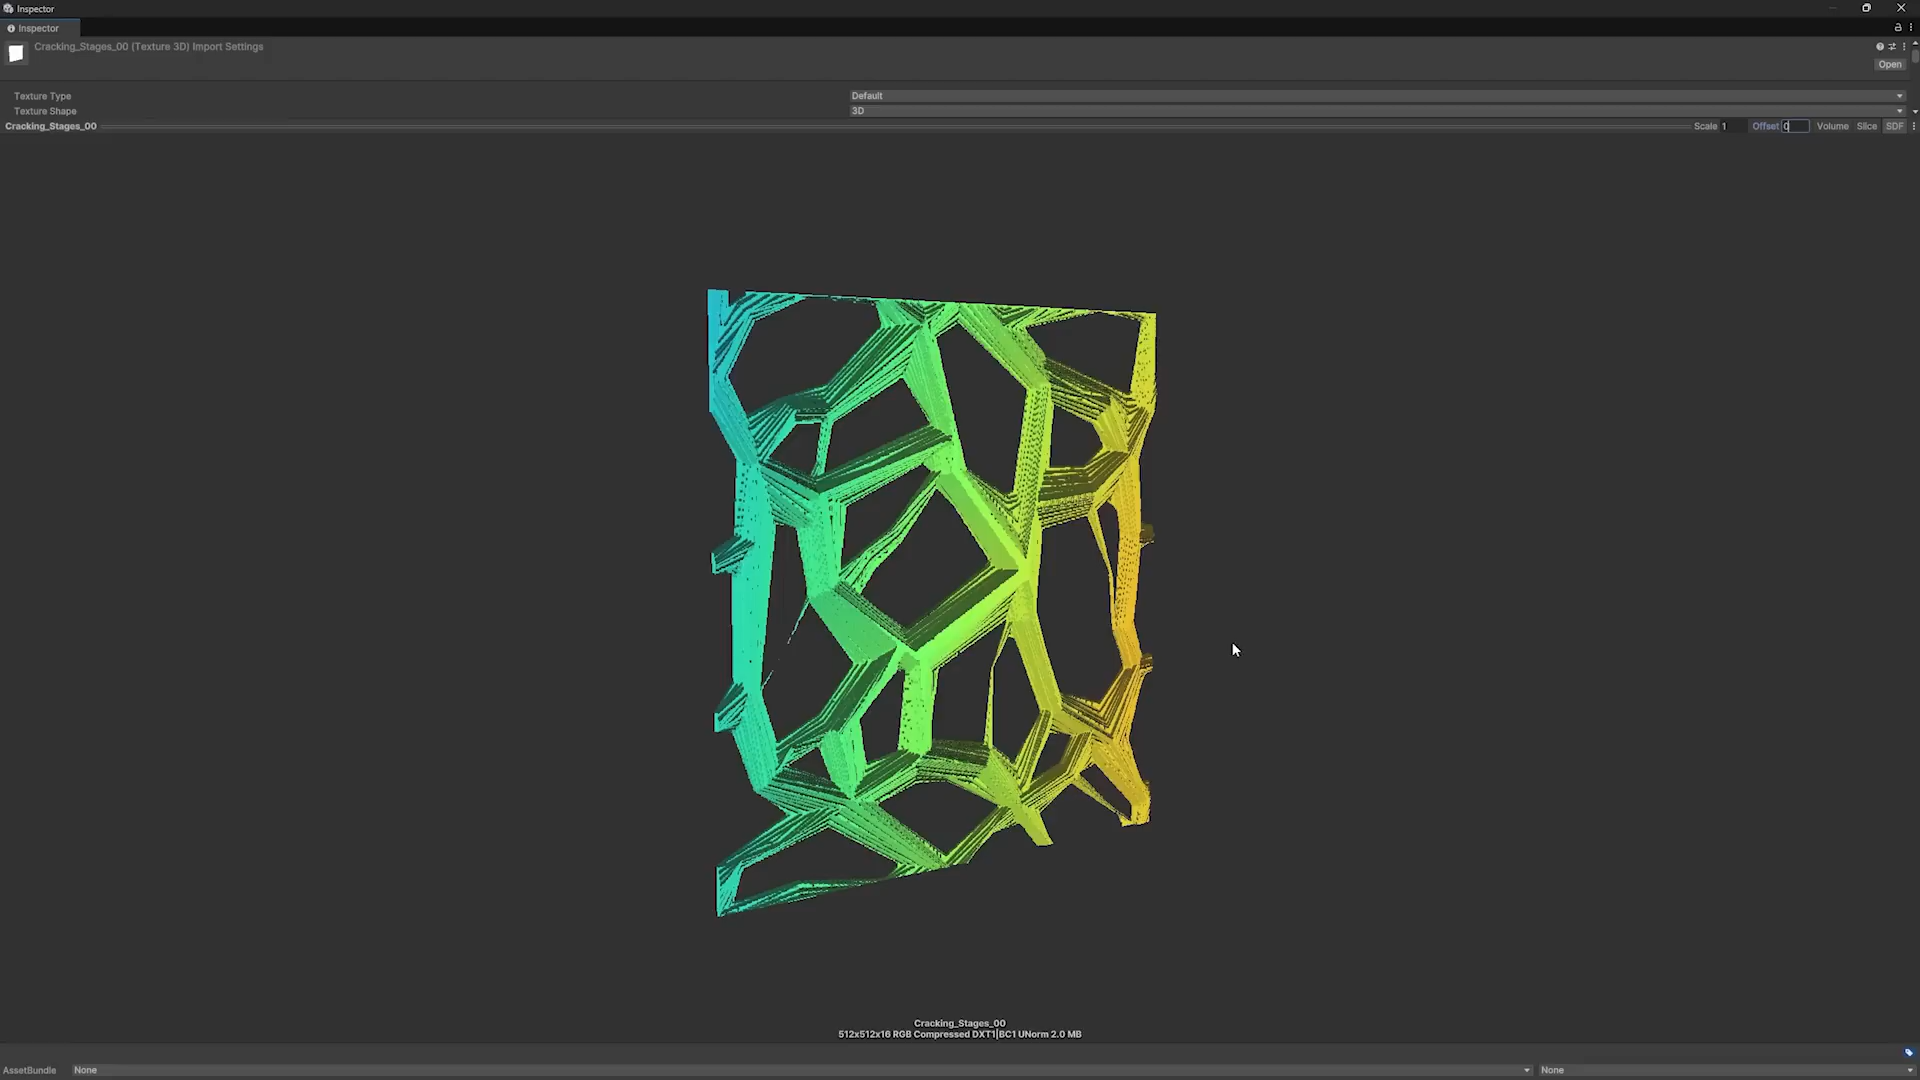 Inspector
Inspector
Cracking_Stages_00 (Texture 3D) Import Settings
Open
Texture Type Default
Texture Shape 3D
Cracking_Stages_00 Scale 1 Offset 0 Volume Slice SDF
Cracking_Stages_00
512x512x16 RGB Compressed DXT1|BC1 UNorm 2.0 MB
AssetBundle None None